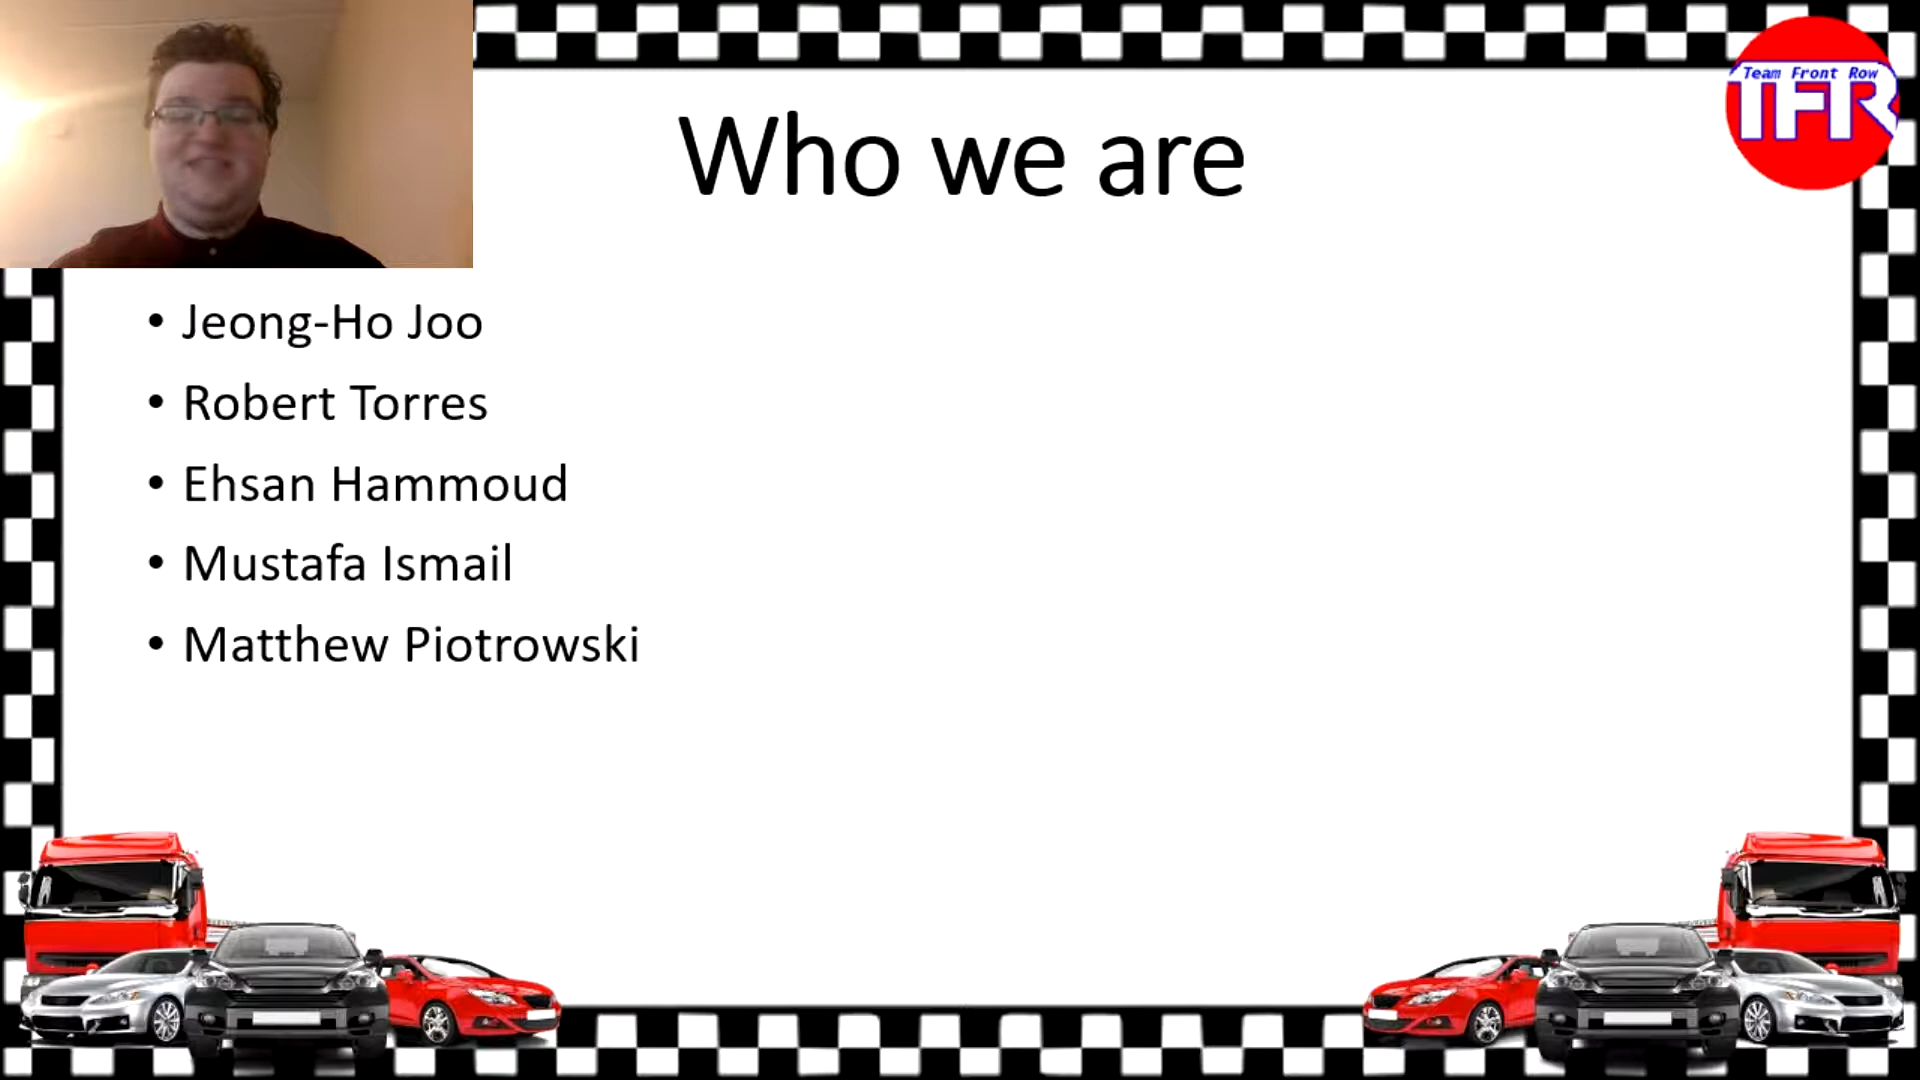 Team Front Row
TFR
Who we are
• Jeong-Ho Joo
• Robert Torres
• Ehsan Hammoud
• Mustafa Ismail
• Matthew Piotrowski